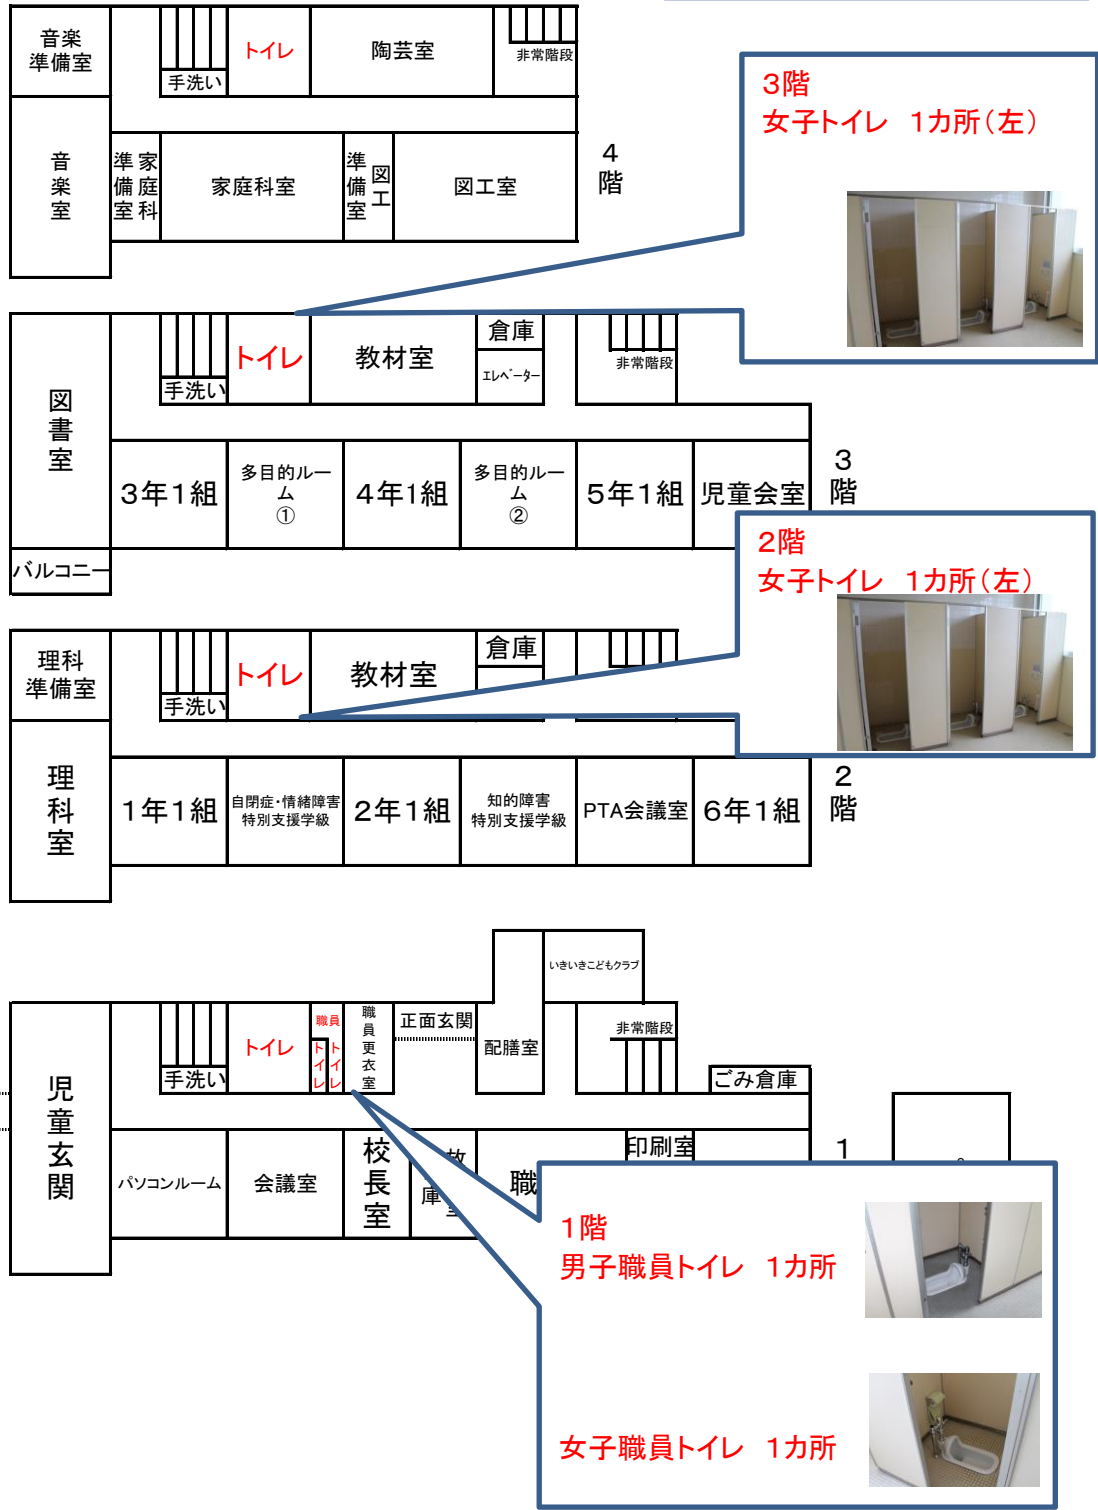 音楽
準備室
手洗い
トイレ
陶芸室
非常階段
音楽室
家庭科
準備室
家庭科室
図工
準備室
図工室
4階
3階
女子トイレ 1カ所(左)
図書室
手洗い
トイレ
教材室
倉庫
エレベーター
非常階段
3年1組
多目的ルー
ム
①
4年1組
多目的ルー
ム
②
5年1組
児童会室
3階
バルコニー
2階
女子トイレ 1カ所(左)
理科
準備室
手洗い
トイレ
教材室
倉庫
理科室
1年1組
自閉症・情緒障害
特別支援学級
2年1組
知的障害
特別支援学級
PTA会議室
6年1組
2階
いきいきこどもクラブ
児童玄関
手洗い
トイレ
職員
トイレ
トイレ
職員更衣室
正面玄関
配膳室
非常階段
ごみ倉庫
パソコンルーム
会議室
校長室
放
庫
職
印刷室
1
1階
男子職員トイレ 1カ所
女子職員トイレ 1カ所